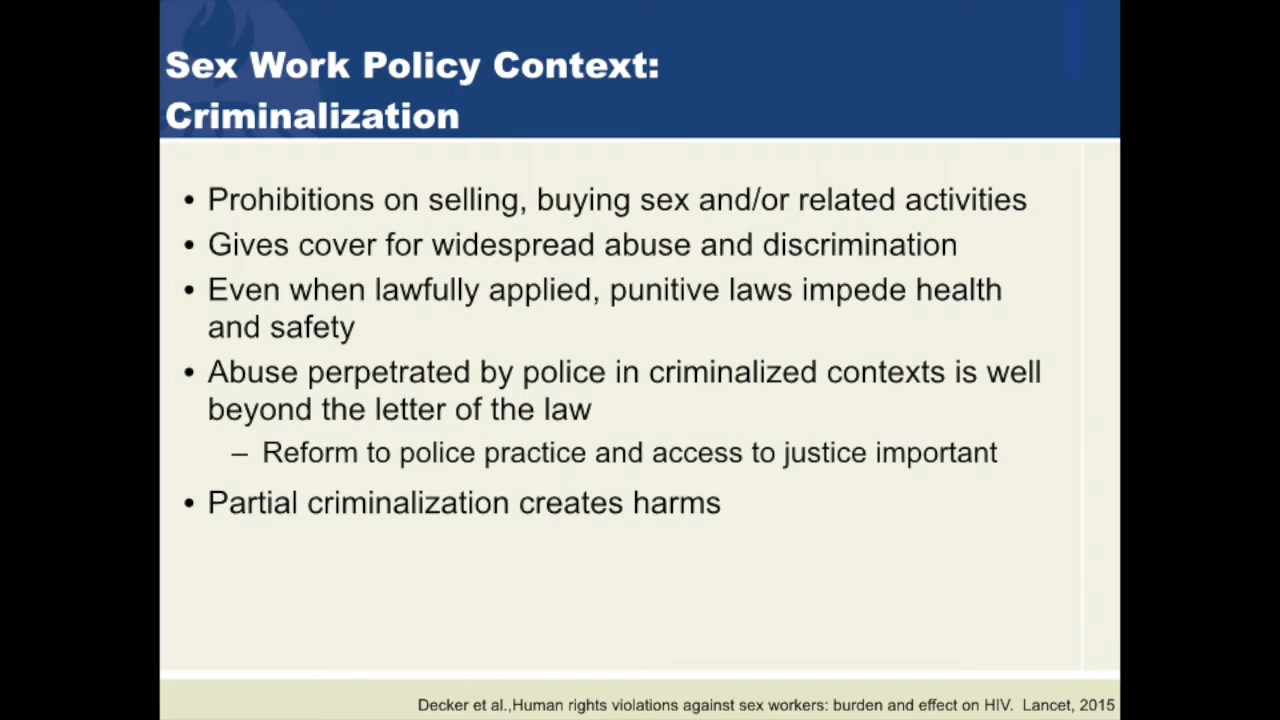 Sex Work Policy Context:
Criminalization
• Prohibitions on selling, buying sex and/or related activities
• Gives cover for widespread abuse and discrimination
• Even when lawfully applied, punitive laws impede health
and safety
• Abuse perpetrated by police in criminalized contexts is well
beyond the letter of the law
– Reform to police practice and access to justice important
• Partial criminalization creates harms
Decker et al.,Human rights violations against sex workers: burden and effect on HIV. Lancet, 2015